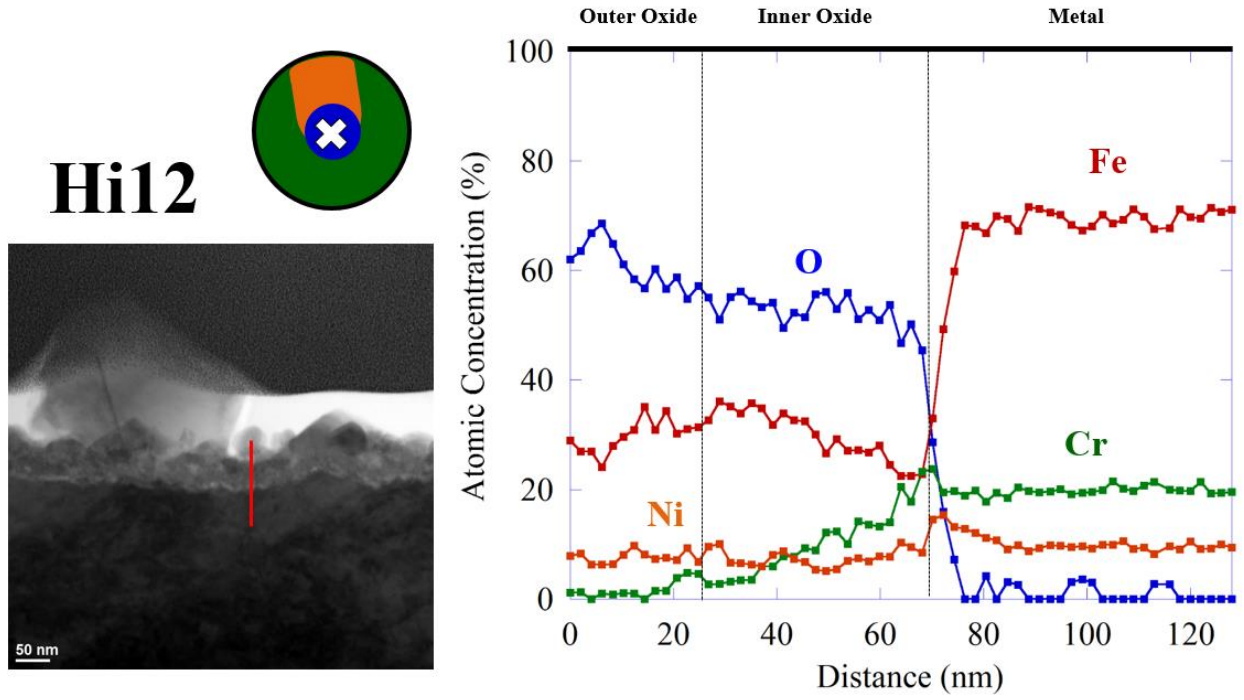 Outer Oxide Inner Oxide Metal
Hi12
50 nm
100
80
60
40
20
0
Atomic Concentration (%)
Fe
O
Cr
Ni
0 20 40 60 80 100 120
Distance (nm)